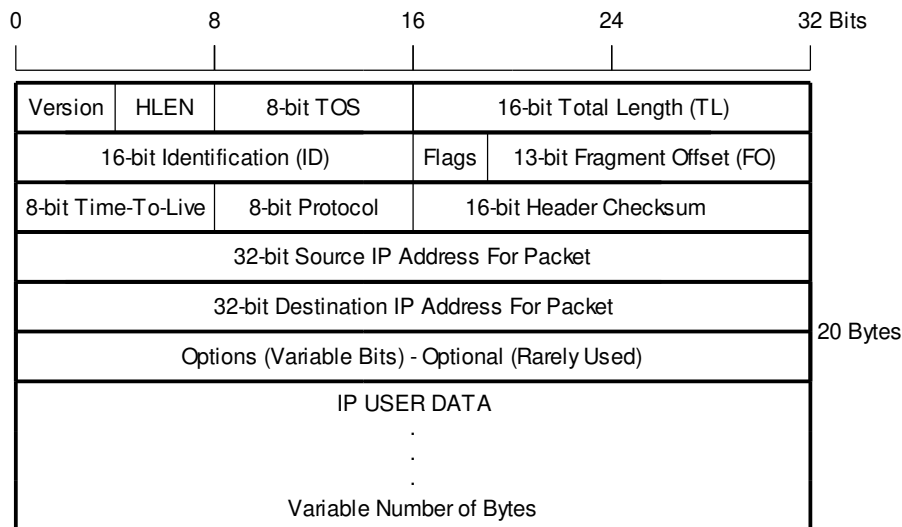 0 8 16 24 32 Bits
Version HLEN 8-bit TOS 16-bit Total Length (TL)
16-bit Identification (ID) Flags 13-bit Fragment Offset (FO)
8-bit Time-To-Live 8-bit Protocol 16-bit Header Checksum
32-bit Source IP Address For Packet
32-bit Destination IP Address For Packet
20 Bytes
Options (Variable Bits) - Optional (Rarely Used)
IP USER DATA
.
.
.
Variable Number of Bytes